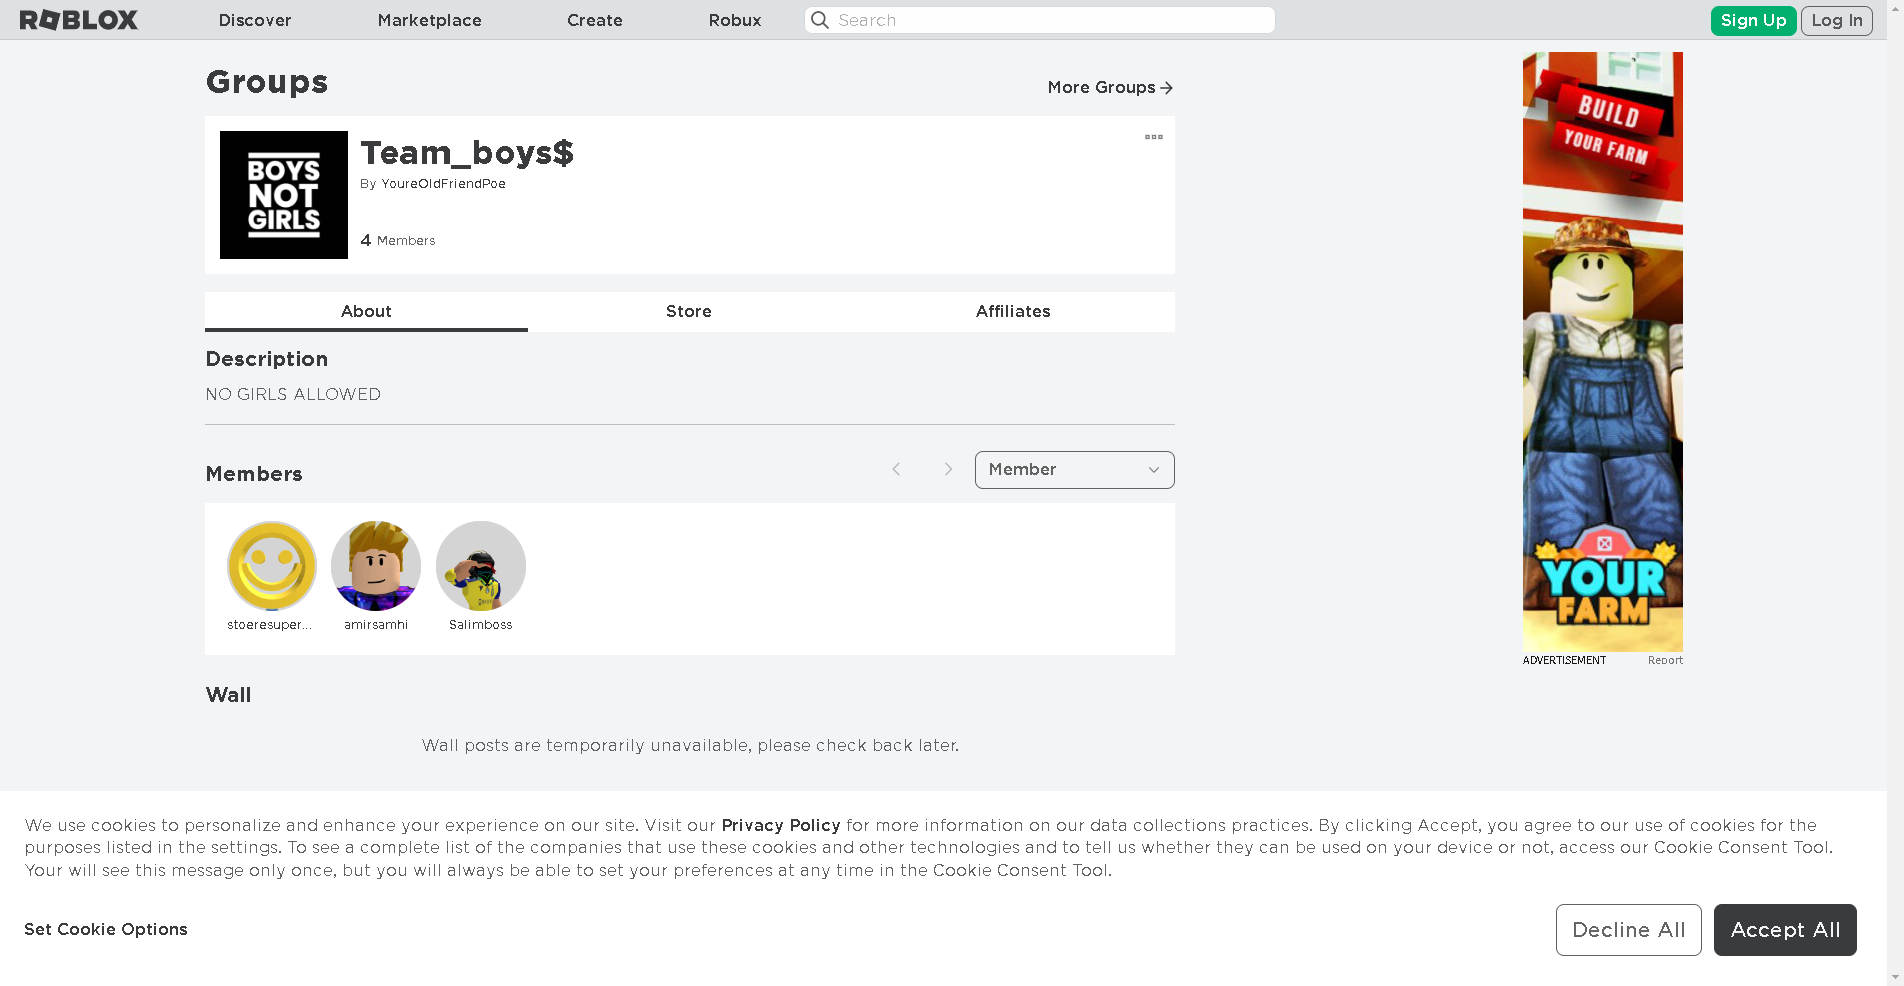 ROBLOX Discover Marketplace Create Robux Search Sign Up Log In
Groups
More Groups
BOYS
NOT
GIRLS
Team_boys$
By YoureOldFriendPoe
4 Members
About Store Affiliates
Description
NO GIRLS ALLOWED
Members
Member
stoeresuper... amirsamhi Salimboss
Wall
Wall posts are temporarily unavailable, please check back later.
BUILD
YOUR FARM
YOUR
FARM
ADVERTISEMENT Report
We use cookies to personalize and enhance your experience on our site. Visit our Privacy Policy for more information on our data collections practices. By clicking Accept, you agree to our use of cookies for the
purposes listed in the settings. To see a complete list of the companies that use these cookies and other technologies and to tell us whether they can be used on your device or not, access our Cookie Consent Tool.
Your will see this message only once, but you will always be able to set your preferences at any time in the Cookie Consent Tool.
Set Cookie Options
Decline All Accept All